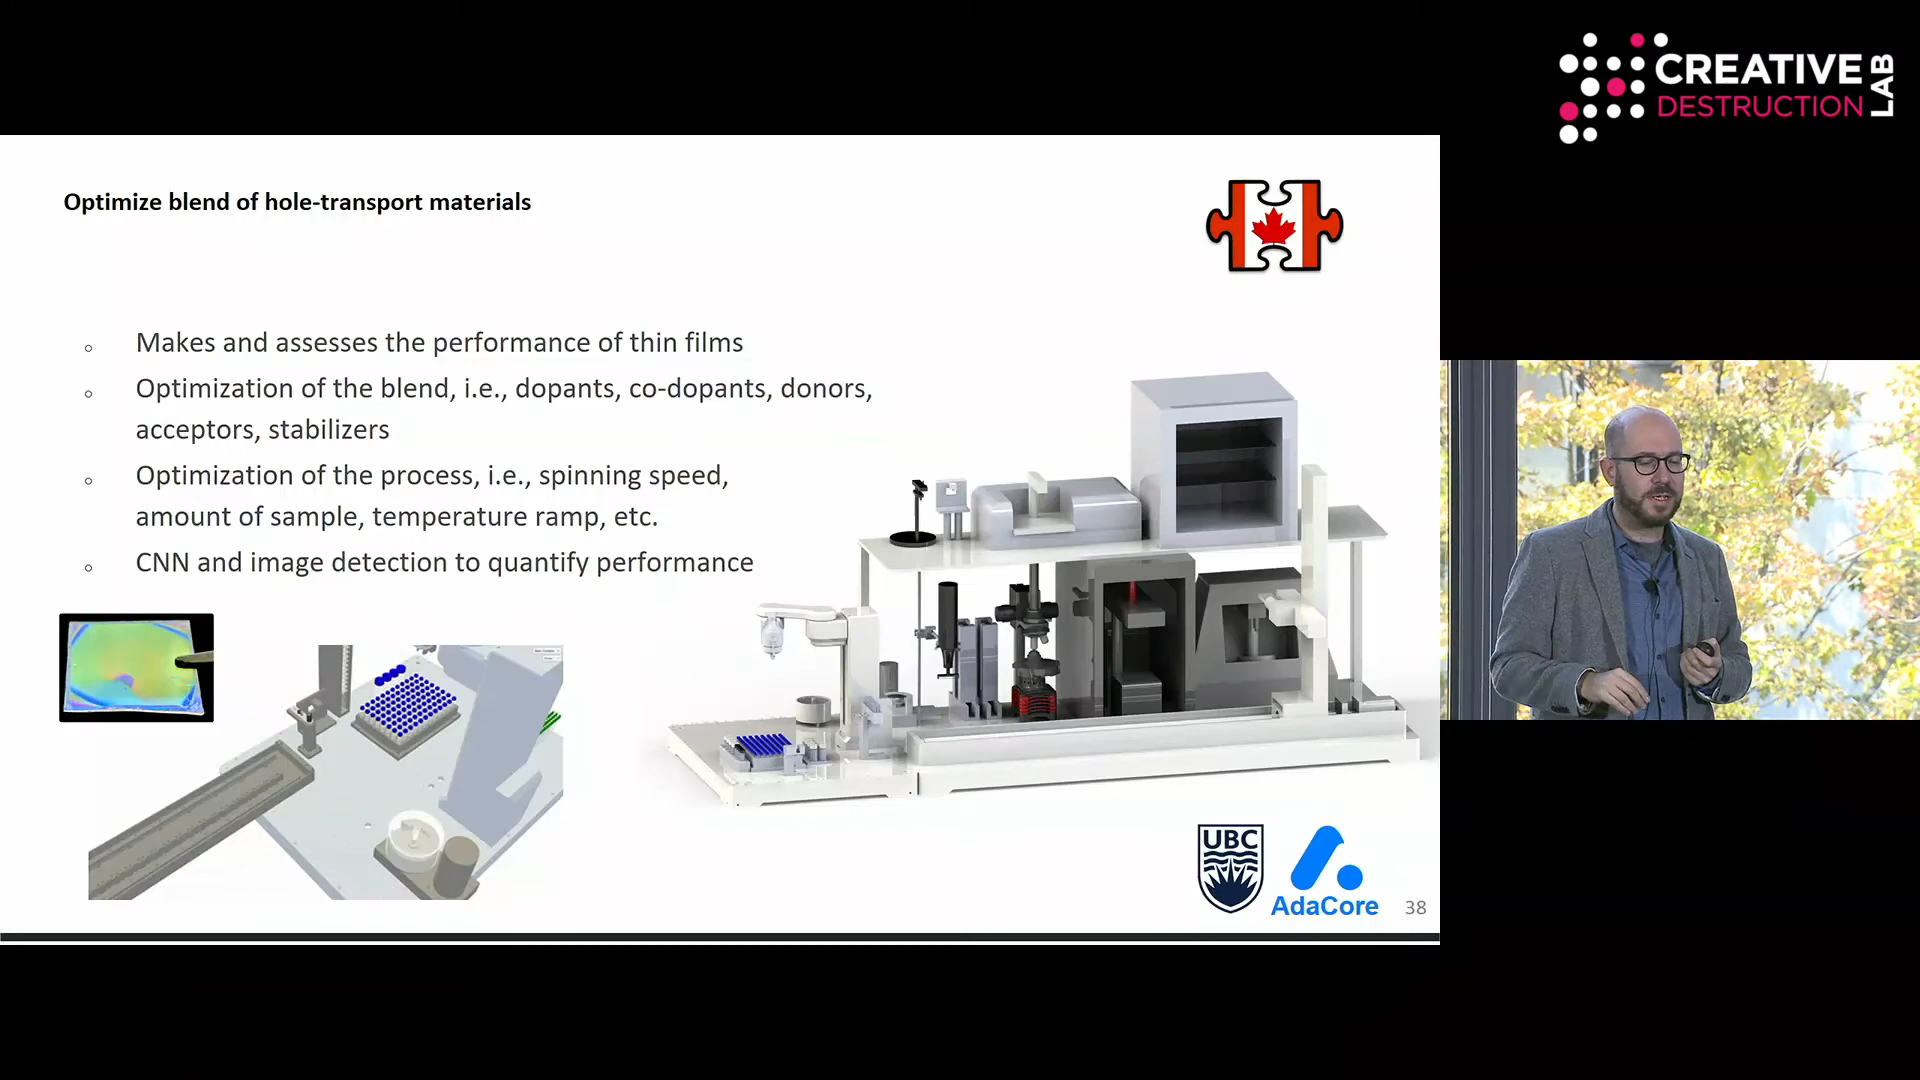 CREATIVE
DESTRUCTION
LAB
Optimize blend of hole-transport materials
Makes and assesses the performance of thin films
Optimization of the blend, i.e., dopants, co-dopants, donors,
acceptors, stabilizers
Optimization of the process, i.e., spinning speed,
amount of sample, temperature ramp, etc.
CNN and image detection to quantify performance
UBC
AdaCore
38